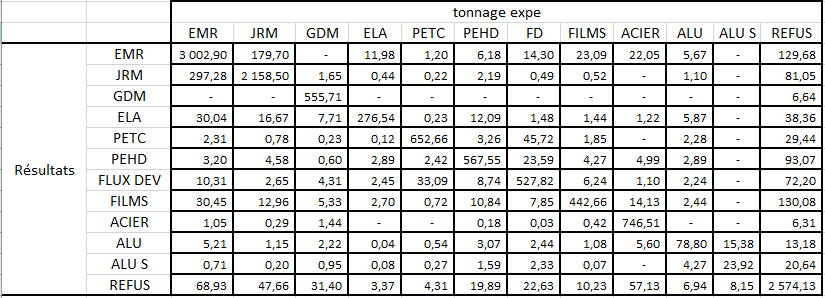 tonnage expe
EMR JRM GDM ELA PETC PEHD FD FILMS ACIER ALU ALU S REFUS
EMR 3 002,90 179,70 - 11,98 1,20 6,18 14,30 23,09 22,05 5,67 - 129,68
JRM 297,28 2 158,50 1,65 0,44 0,22 2,19 0,49 0,52 - 1,10 - 81,05
GDM - - 555,71 - - - - - - - - 6,64
ELA 30,04 16,67 7,71 276,54 0,23 12,09 1,48 1,44 1,22 5,87 - 38,36
PETC 2,31 0,78 0,23 0,12 652,66 3,26 45,72 1,85 - 2,28 - 29,44
Résultats
PEHD 3,20 4,58 0,60 2,89 2,42 567,55 23,59 4,27 4,99 2,89 - 93,07
FLUX DEV 10,31 2,65 4,31 2,45 33,09 8,74 527,82 6,24 1,10 2,24 - 72,20
FILMS 30,45 12,96 5,33 2,70 0,72 10,84 7,85 442,66 14,13 2,44 - 130,08
ACIER 1,05 0,29 1,44 - - 0,18 0,03 0,42 746,51 - - 6,31
ALU 5,21 1,15 2,22 0,04 0,54 3,07 2,44 1,08 5,60 78,80 15,38 13,18
ALU S 0,71 0,20 0,95 0,08 0,27 1,59 2,33 0,07 - 4,27 23,92 20,64
REFUS 68,93 47,66 31,40 3,37 4,31 19,89 22,63 10,23 57,13 6,94 8,15 2 574,13